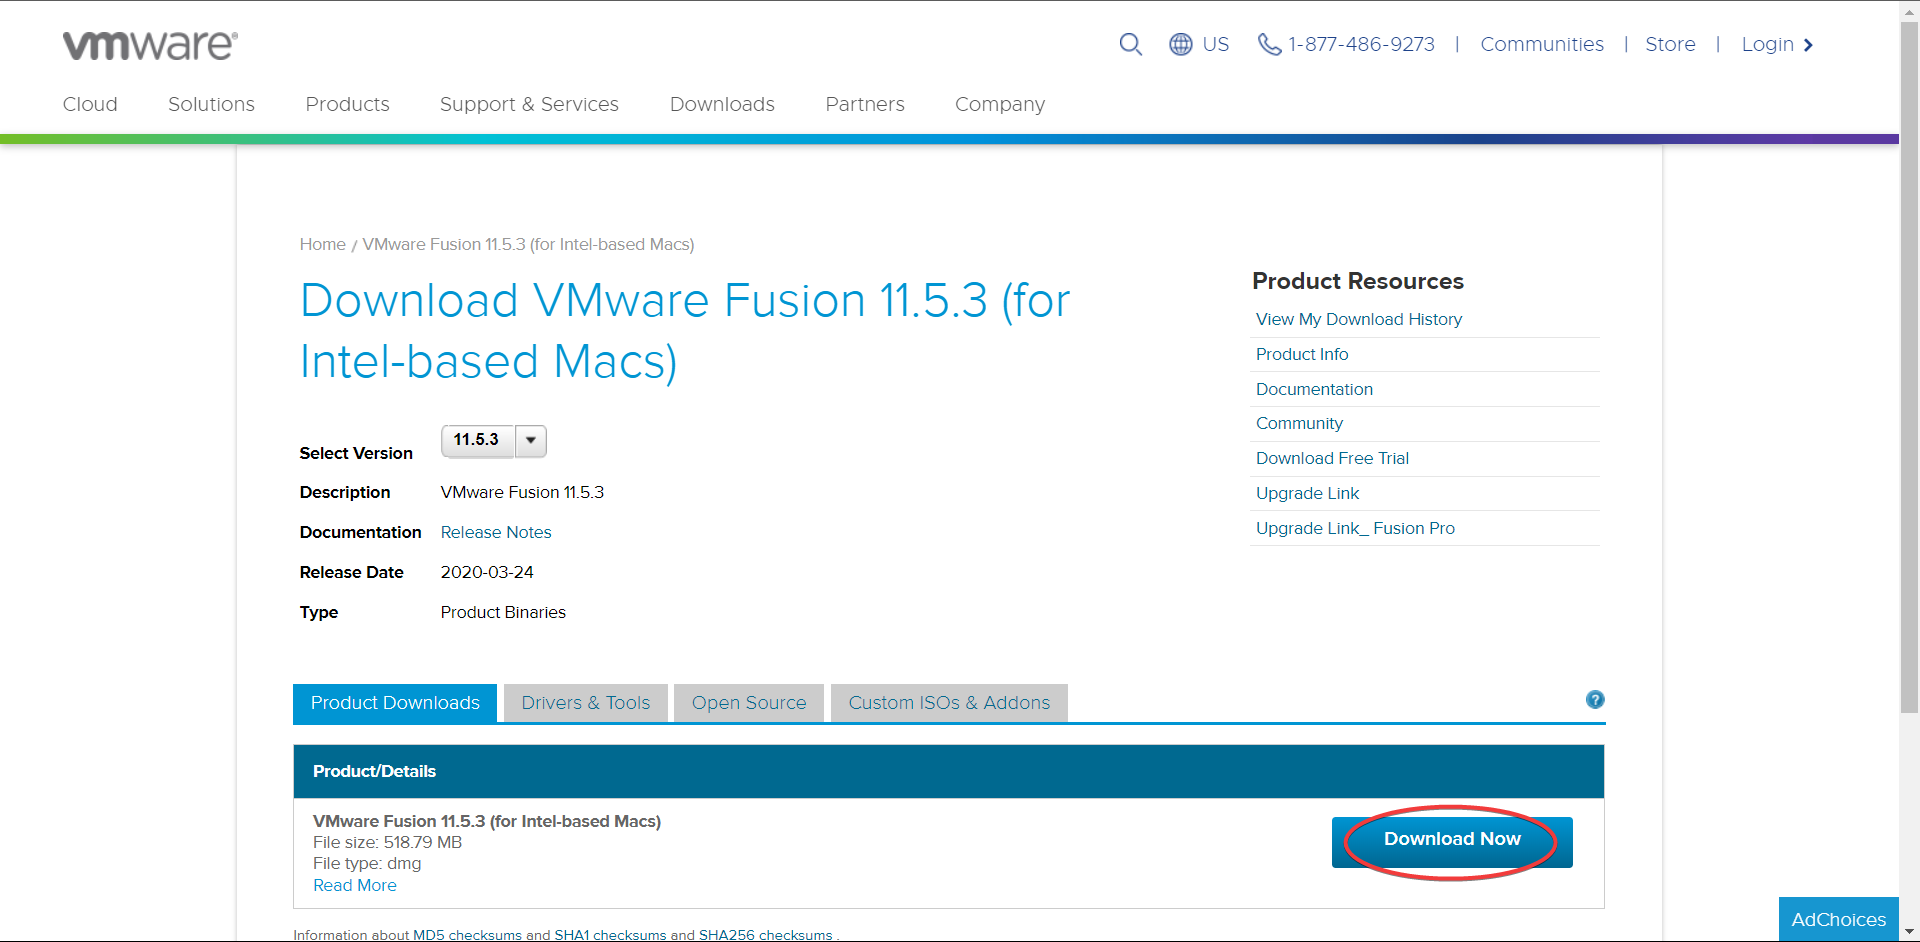 vmware®
US
1-877-486-9273 | Communities | Store | Login
Cloud Solutions Products Support & Services Downloads Partners Company
Home / VMware Fusion 11.5.3 (for Intel-based Macs)
Download VMware Fusion 11.5.3 (for
Intel-based Macs)
Select Version 11.5.3
Description VMware Fusion 11.5.3
Documentation Release Notes
Release Date 2020-03-24
Type Product Binaries
Product Resources
View My Download History
Product Info
Documentation
Community
Download Free Trial
Upgrade Link
Upgrade Link_ Fusion Pro
Product Downloads Drivers & Tools Open Source Custom ISOs & Addons ?
Product/Details
VMware Fusion 11.5.3 (for Intel-based Macs)
File size: 518.79 MB
File type: dmg
Read More
Download Now
AdChoices
Information about MD5 checksums and SHA1 checksums and SHA256 checksums .